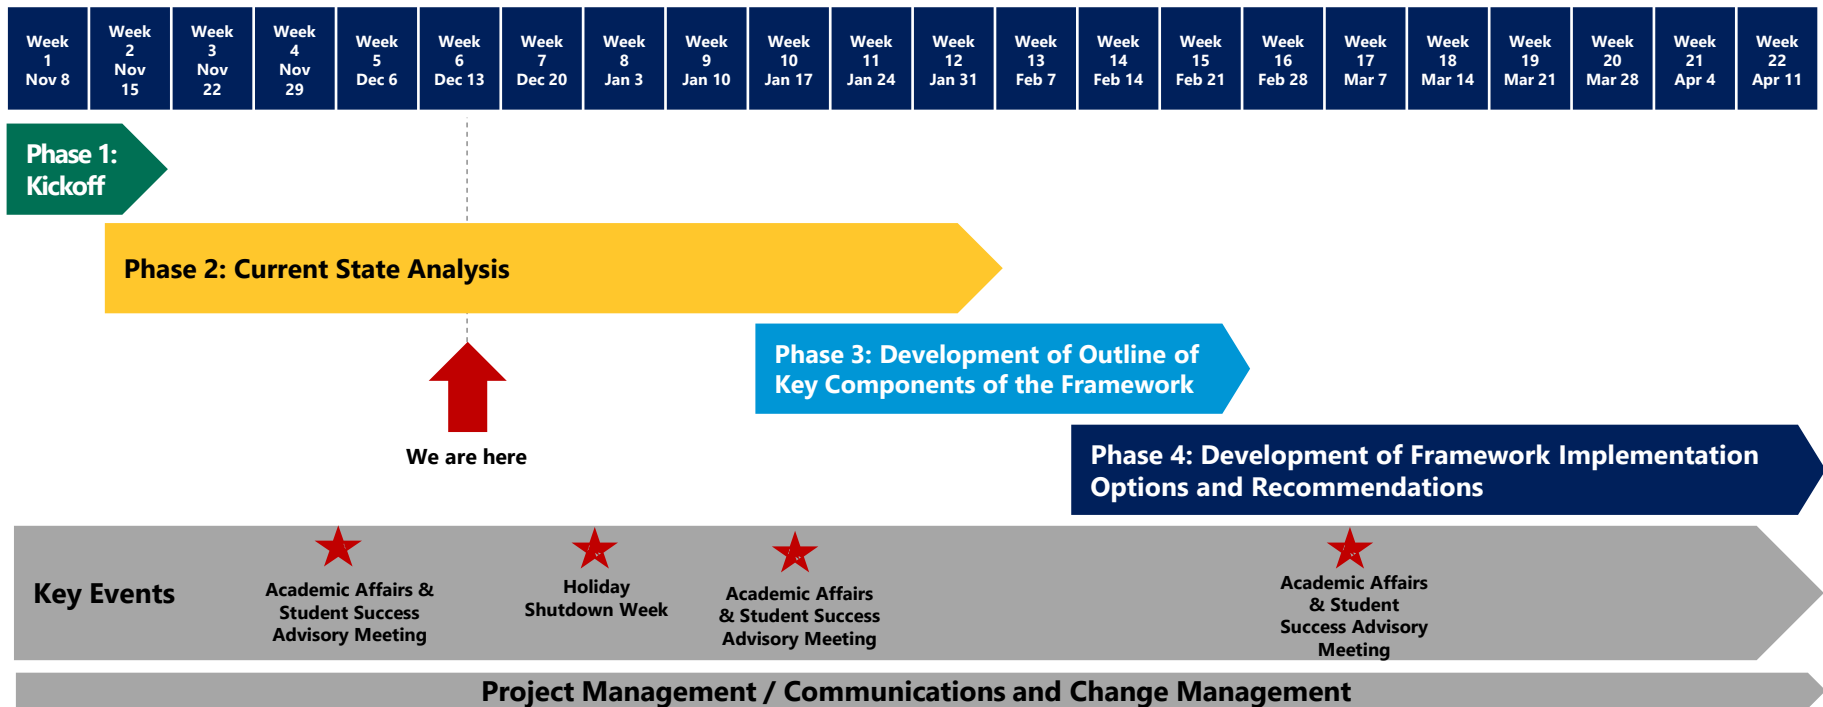 Week
1
Nov 8
Week
2
Nov
15
Week
3
Nov
22
Week
4
Nov
29
Week
5
Dec 6
Week
6
Dec 13
Week
7
Dec 20
Week
8
Jan 3
Week
9
Jan 10
Week
10
Jan 17
Week
11
Jan 24
Week
12
Jan 31
Week
13
Feb 7
Week
14
Feb 14
Week
15
Feb 21
Week
16
Feb 28
Week
17
Mar 7
Week
18
Mar 14
Week
19
Mar 21
Week
20
Mar 28
Week
21
Apr 4
Week
22
Apr 11
Phase 1:
Kickoff
Phase 2: Current State Analysis
Phase 3: Development of Outline of
Key Components of the Framework
We are here
Phase 4: Development of Framework Implementation
Options and Recommendations
Key Events
Academic Affairs &
Student Success
Advisory Meeting
Holiday
Shutdown Week
Academic Affairs
& Student Success
Advisory Meeting
Academic Affairs
& Student
Success Advisory
Meeting
Project Management / Communications and Change Management